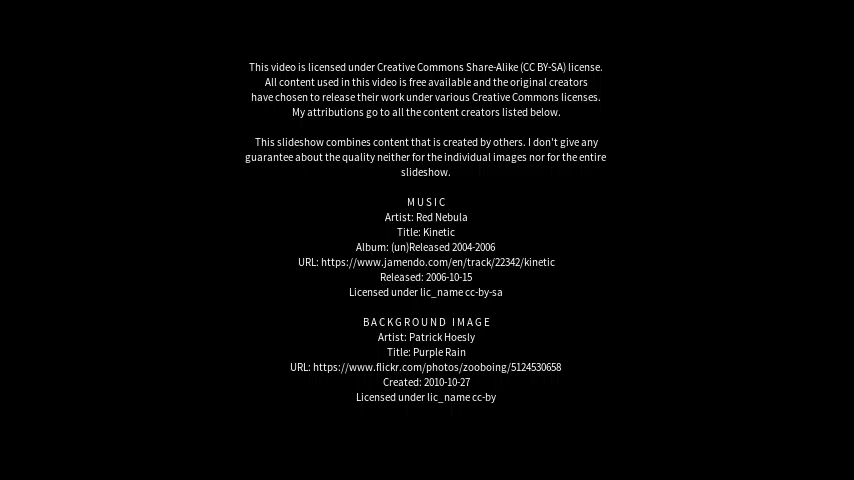 This video is licensed under Creative Commons Share-Alike (CC BY-SA) license.
All content used in this video is free available and the original creators
have chosen to release their work under various Creative Commons licenses.
My attributions go to all the content creators listed below.
This slideshow combines content that is created by others. I don't give any
guarantee about the quality neither for the individual images nor for the entire
slideshow.
MUSIC
Artist: Red Nebula
Title: Kinetic
Album: (un)Released 2004-2006
URL: https://www.jamendo.com/en/track/22342/kinetic
Released: 2006-10-15
Licensed under lic_name cc-by-sa
BACKGROUND IMAGE
Artist: Patrick Hoesly
Title: Purple Rain
URL: https://www.flickr.com/photos/zooboing/5124530658
Created: 2010-10-27
Licensed under lic_name cc-by